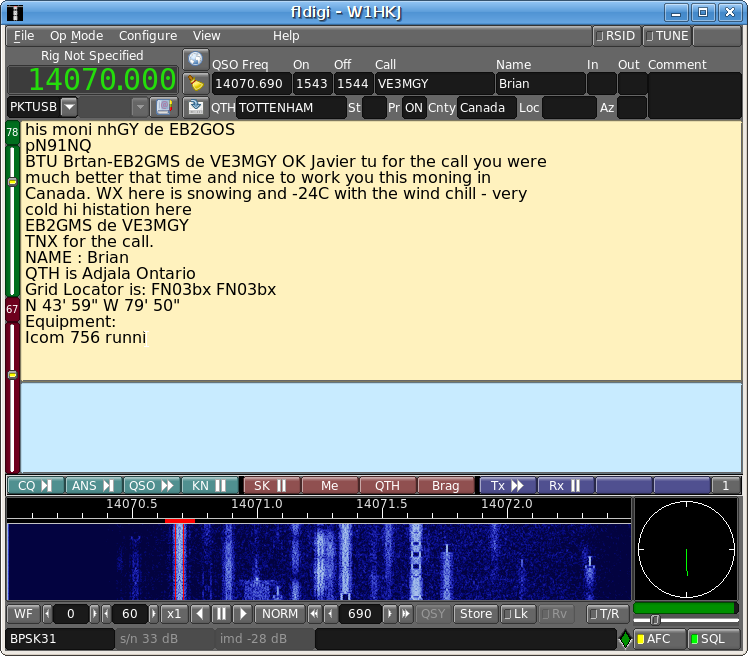 fldigi - W1HKJ
File Op Mode Configure View Help RSID TUNE
Rig Not Specified
14070.000
PKTUSB
QSO Freq On Off Call Name In Out Comment
14070.690 1543 1544 VE3MGY Brian
QTH TOTTENHAM St Pr ON Cnty Canada Loc Az
78
his moni nhGY de EB2GOS
pN91NQ
BTU Brtan-EB2GMS de VE3MGY OK Javier tu for the call you were
much better that time and nice to work you this moning in
Canada. WX here is snowing and -24C with the wind chill - very
cold hi histation here
EB2GMS de VE3MGY
TNX for the call.
NAME : Brian
QTH is Adjala Ontario
Grid Locator is: FN03bx FN03bx
67
N 43' 59" W 79' 50"
Equipment:
Icom 756 runni
CQ ANS QSO KN SK Me QTH Brag Tx Rx 1
14070.5 14071.0 14071.5 14072.0
WF 0 60 x1 NORM 690 QSY Store Lk Rv T/R
BPSK31 s/n 33 dB imd -28 dB AFC SQL